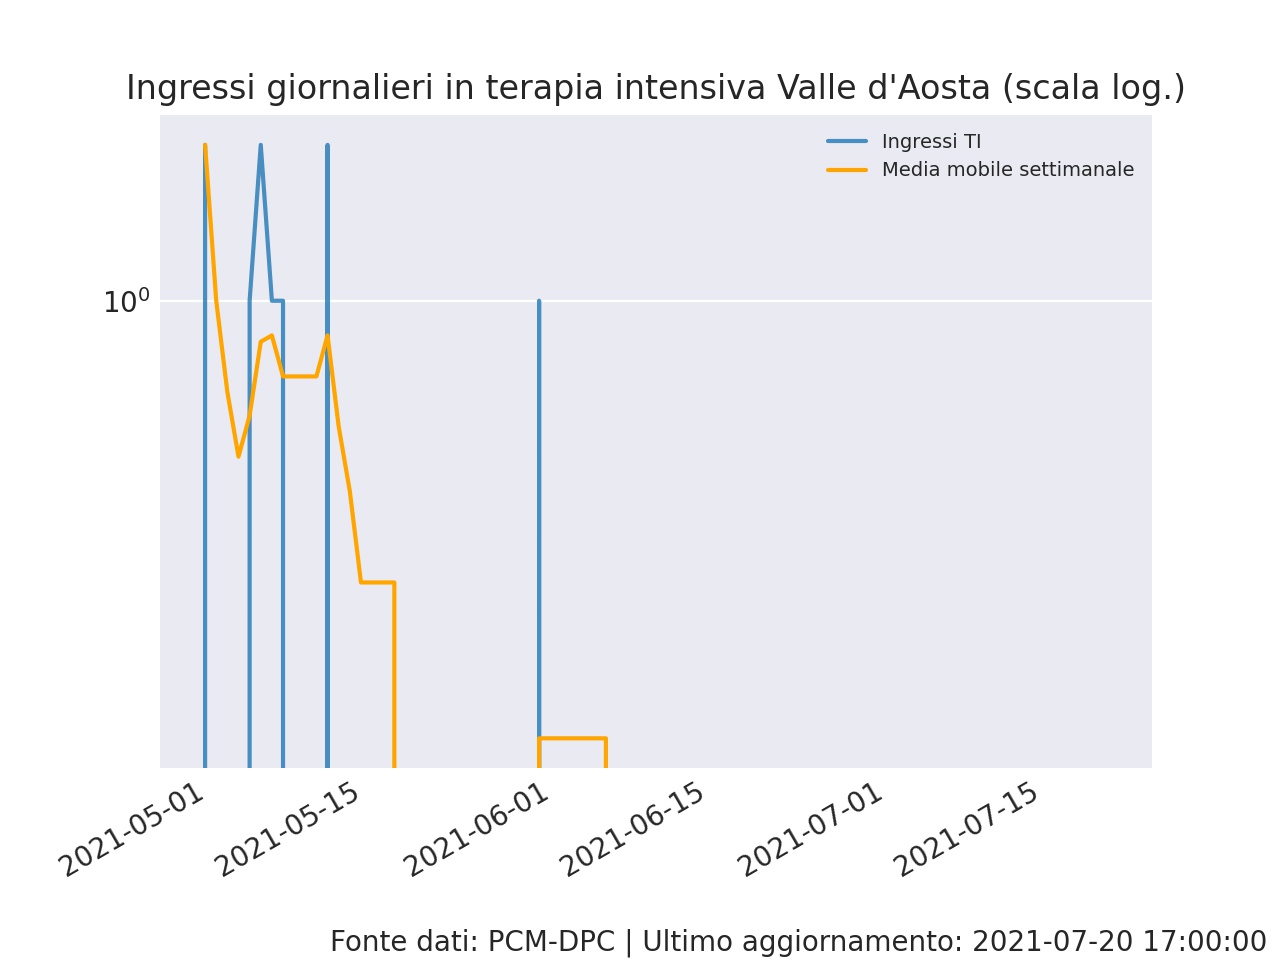 Ingressi giornalieri in terapia intensiva Valle d'Aosta (scala log.)
Ingressi TI
Media mobile settimanale
10⁰
2021-05-01
2021-05-15
2021-06-01
2021-06-15
2021-07-01
2021-07-15
Fonte dati: PCM-DPC | Ultimo aggiornamento: 2021-07-20 17:00:00